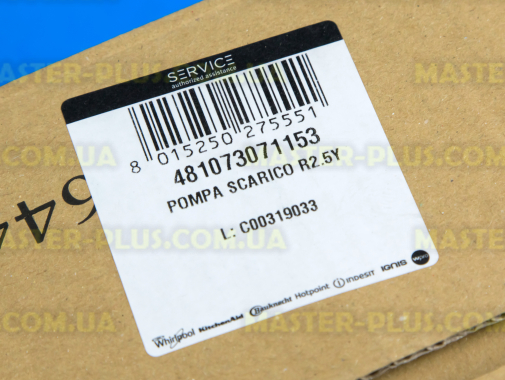 SERVICE
authorized assistance
8 015250 275551
481073071153
POMPA SCARICO R2.5Y
L: C00319033
Whirlpool KitchenAid Bauknecht Hotpoint indesit IGNIS
644
MASTER-PLUS.COM.UA